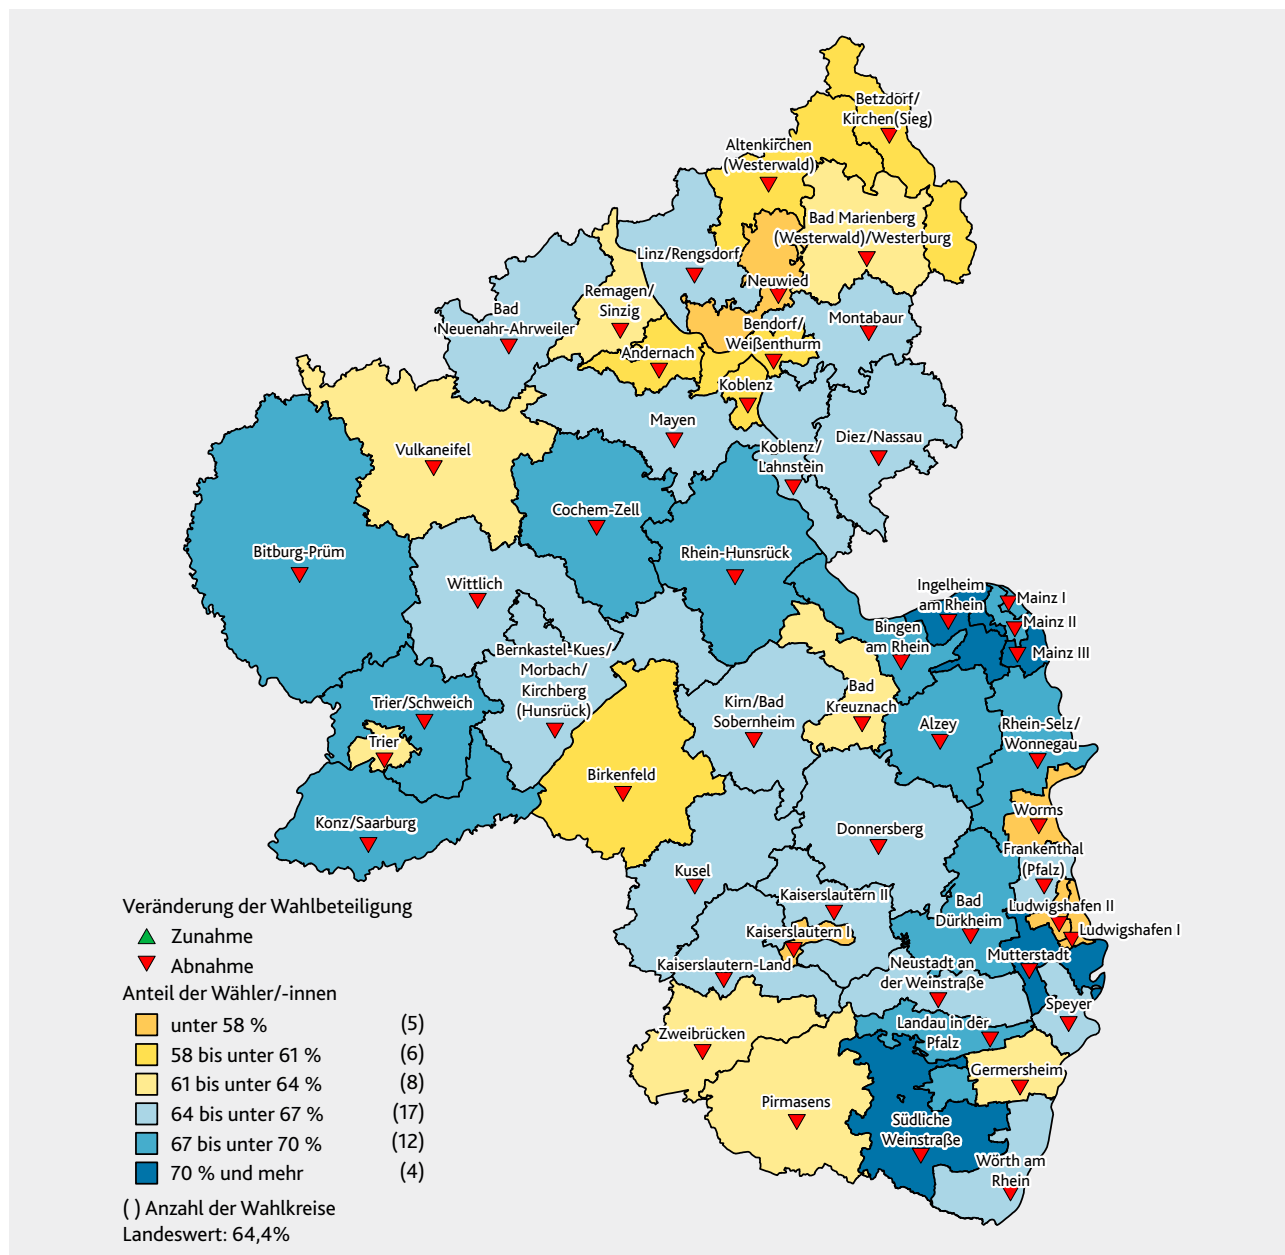 Betzdorf/
Kirchen(Sieg)
Altenkirchen
(Westerwald)
Bad Marienberg
(Westerwald)/Westerburg
Linz/Rengsdorf
Neuwied
Remagen/
Sinzig
Bad
Neuenahr-Ahrweiler
Bendorf/
Weißenthurm
Montabaur
Andernach
Koblenz
Mayen
Diez/Nassau
Koblenz/
Lahnstein
Vulkaneifel
Cochem-Zell
Bitburg-Prüm
Rhein-Hunsrück
Wittlich
Ingelheim
am Rhein
Mainz I
Mainz II
Mainz III
Bingen
am Rhein
Bernkastel-Kues/
Morbach/
Kirchberg
(Hunsrück)
Bad
Kreuznach
Kirn/Bad
Sobernheim
Trier/Schweich
Trier
Alzey
Rhein-Selz/
Wonnegau
Birkenfeld
Konz/Saarburg
Worms
Donnersberg
Frankenthal
(Pfalz)
Kusel
Kaiserslautern II
Bad
Dürkheim
Ludwigshafen II
Ludwigshafen I
Kaiserslautern I
Mutterstadt
Kaiserslautern-Land
Neustadt an
der Weinstraße
Speyer
Landau in der
Pfalz
Zweibrücken
Germersheim
Pirmasens
Südliche
Weinstraße
Wörth am
Rhein
Veränderung der Wahlbeteiligung
Zunahme
Abnahme
Anteil der Wähler/-innen
unter 58 % (5)
58 bis unter 61 % (6)
61 bis unter 64 % (8)
64 bis unter 67 % (17)
67 bis unter 70 % (12)
70 % und mehr (4)
( ) Anzahl der Wahlkreise
Landeswert: 64,4%